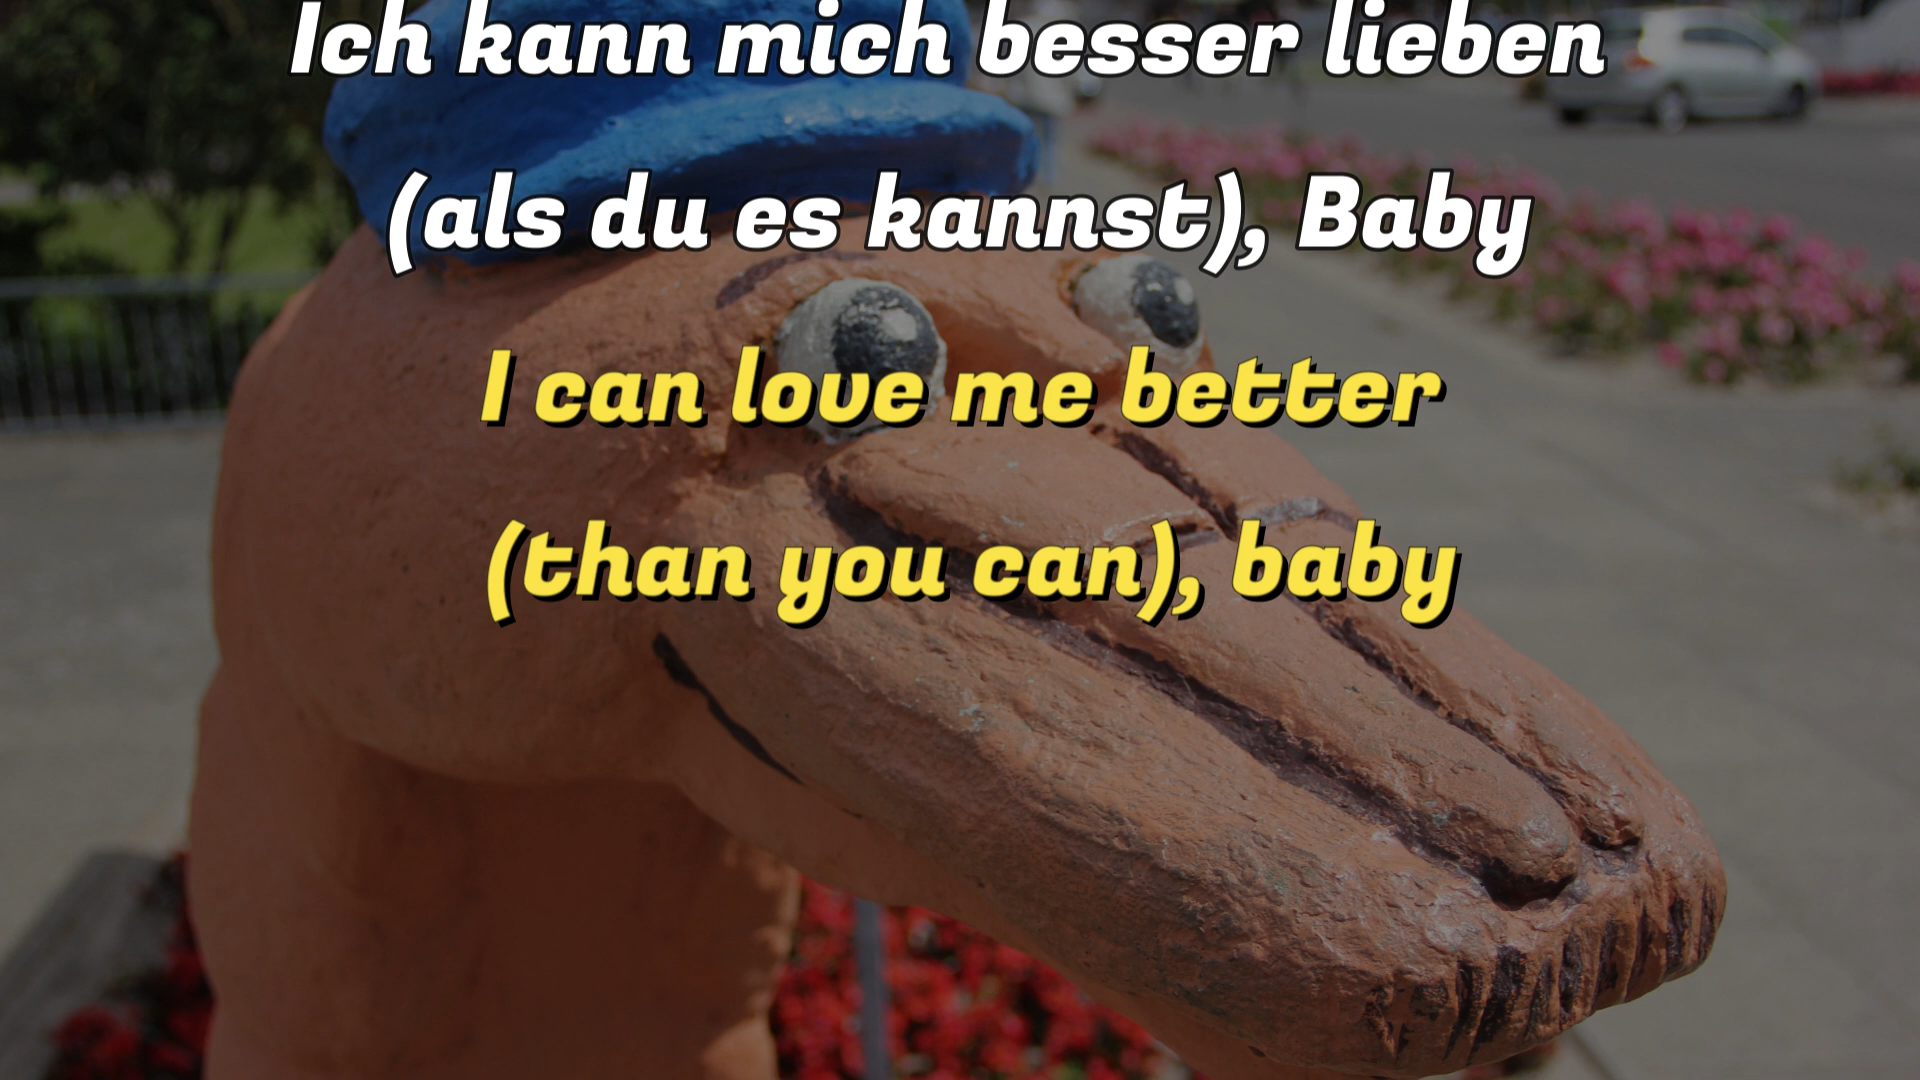 Ich kann mich besser lieben
(als du es kannst), Baby
I can love me better
(than you can), baby